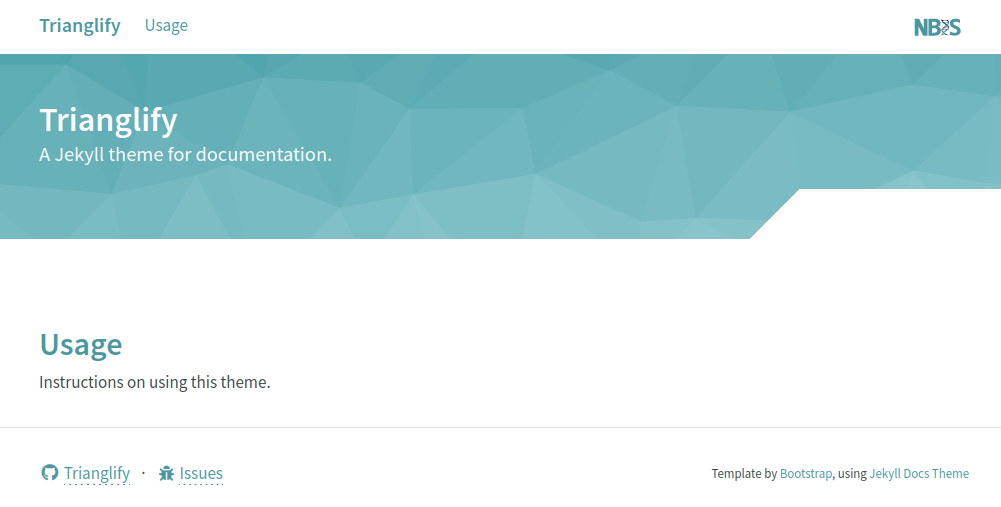 Trianglify Usage NBIS
Trianglify
A Jekyll theme for documentation.
Usage
Instructions on using this theme.
Trianglify · Issues
Template by Bootstrap, using Jekyll Docs Theme